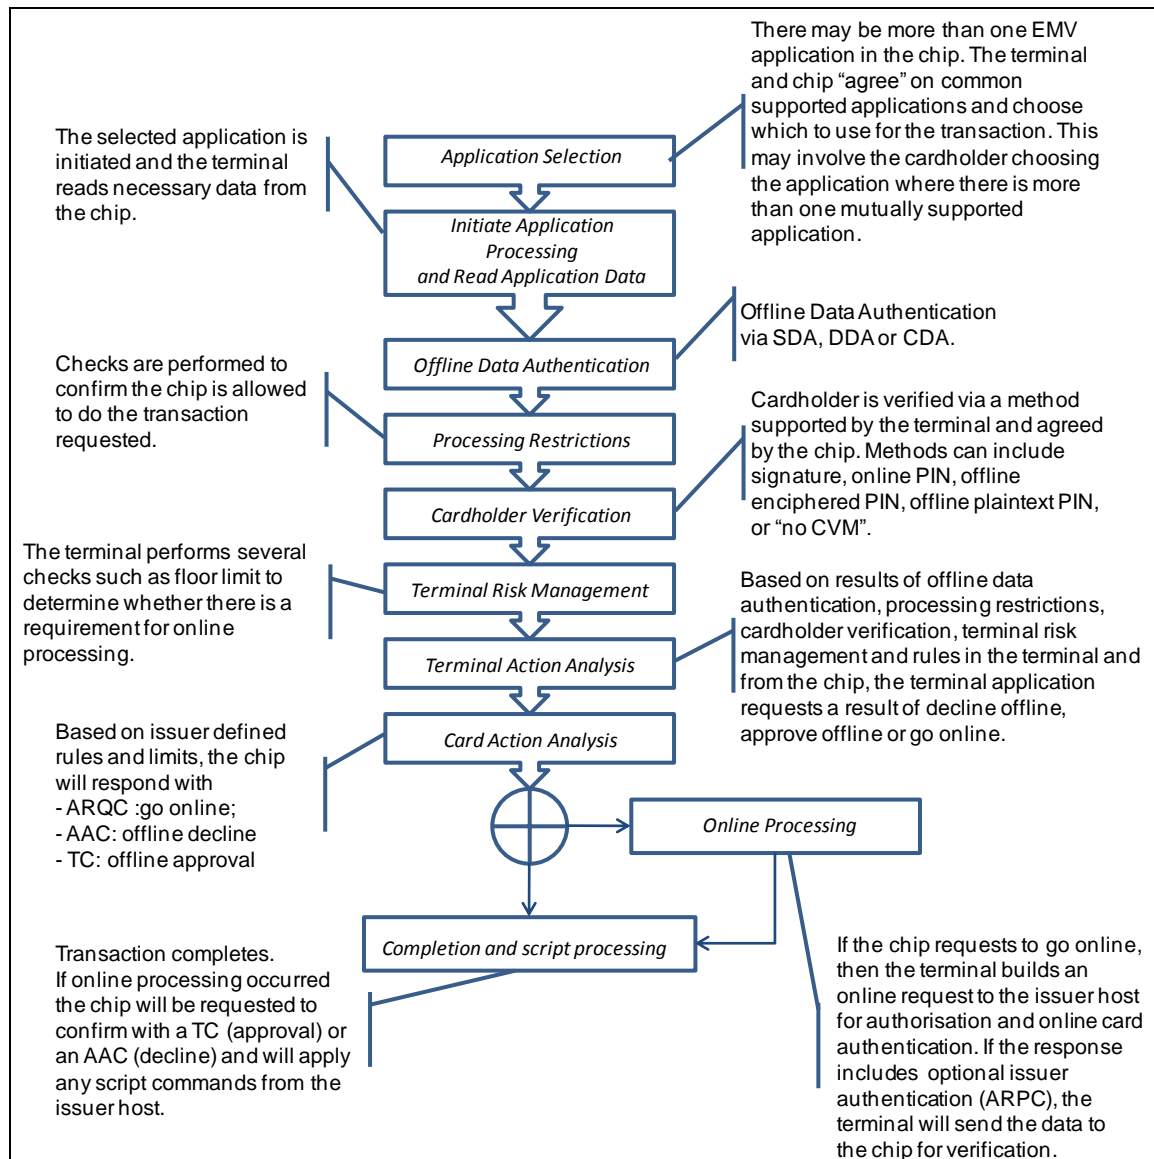 There may be more than one EMV
application in the chip. The terminal
and chip “agree” on common
supported applications and choose
which to use for the transaction. This
may involve the cardholder choosing
the application where there is more
than one mutually supported
application.
Application Selection
The selected application is
initiated and the terminal
reads necessary data from
the chip.
Initiate Application
Processing
and Read Application Data
Offline Data Authentication
via SDA, DDA or CDA.
Offline Data Authentication
Checks are performed to
confirm the chip is allowed
to do the transaction
requested.
Processing Restrictions
Cardholder is verified via a method
supported by the terminal and agreed
by the chip. Methods can include
signature, online PIN, offline
enciphered PIN, offline plaintext PIN,
or “no CVM”.
Cardholder Verification
The terminal performs several
checks such as floor limit to
determine whether there is a
requirement for online
processing.
Terminal Risk Management
Based on results of offline data
authentication, processing restrictions,
cardholder verification, terminal risk
management and rules in the terminal and
from the chip, the terminal application
requests a result of decline offline,
approve offline or go online.
Terminal Action Analysis
Based on issuer defined
rules and limits, the chip
will respond with
- ARQC :go online;
- AAC: offline decline
- TC: offline approval
Card Action Analysis
Online Processing
Completion and script processing
Transaction completes.
If online processing occurred
the chip will be requested to
confirm with a TC (approval) or
an AAC (decline) and will apply
any script commands from the
issuer host.
If the chip requests to go online,
then the terminal builds an
online request to the issuer host
for authorisation and online card
authentication. If the response
includes optional issuer
authentication (ARPC), the
terminal will send the data to
the chip for verification.